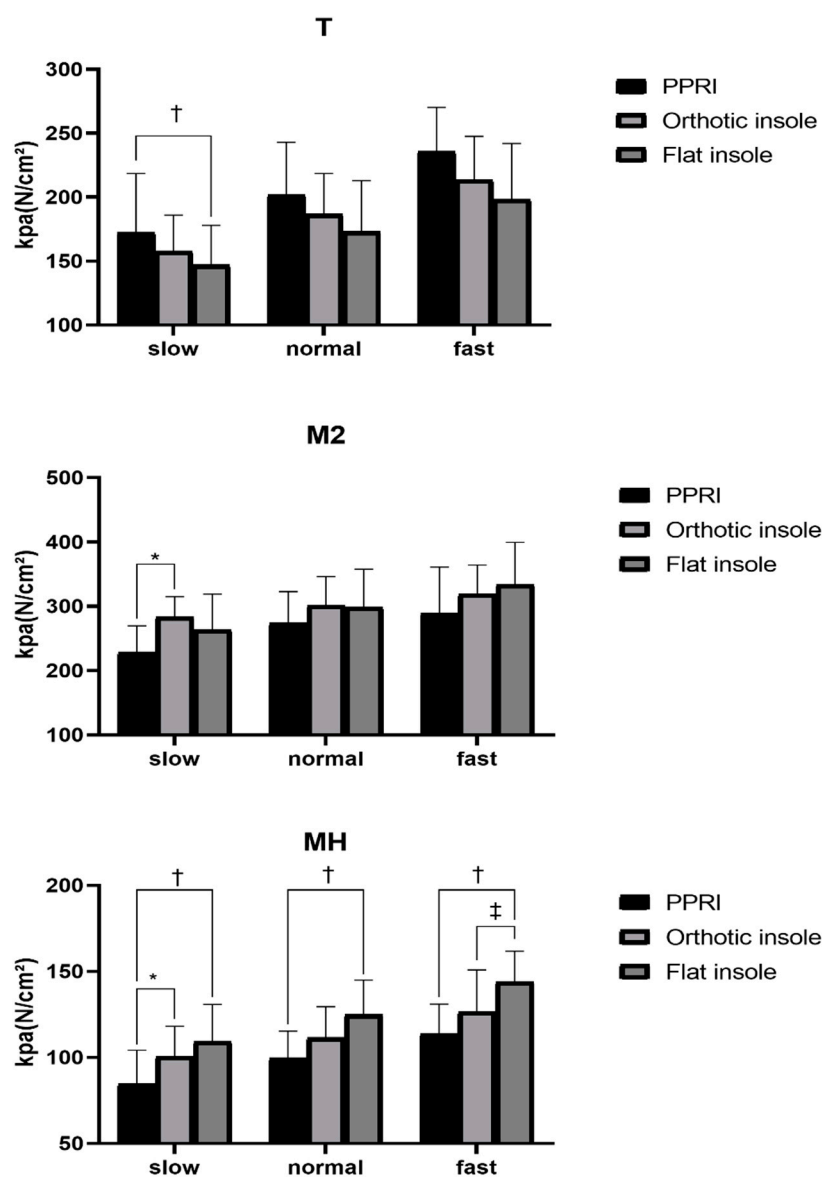 T
kpa(N/cm²)
300
250
200
150
100
†
slow normal fast
PPRI
Orthotic insole
Flat insole
M2
kpa(N/cm²)
500
400
300
200
100
*
slow normal fast
PPRI
Orthotic insole
Flat insole
MH
kpa(N/cm²)
200
150
100
50
† † †
‡
*
slow normal fast
PPRI
Orthotic insole
Flat insole